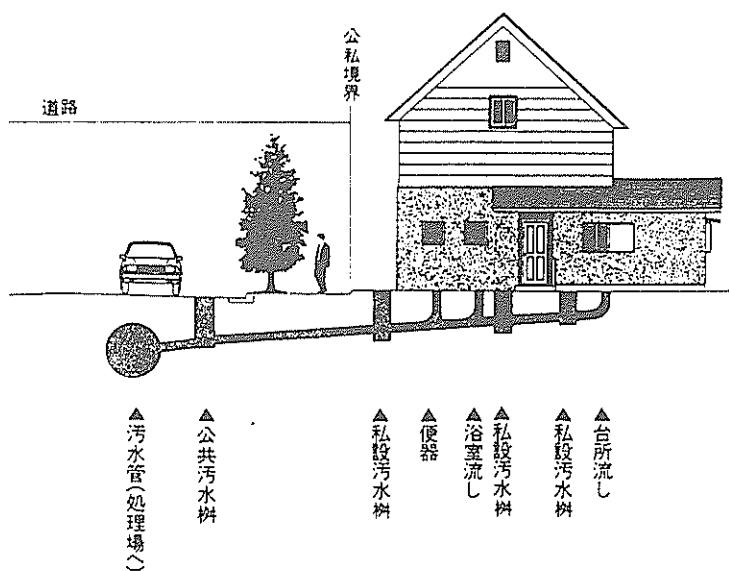 公私境界
道路
▲汚水管(処理場へ)
▲公共汚水桝
▲私設汚水桝
▲便器
▲浴室流し
▲私設汚水桝
▲私設汚水桝
▲台所流し